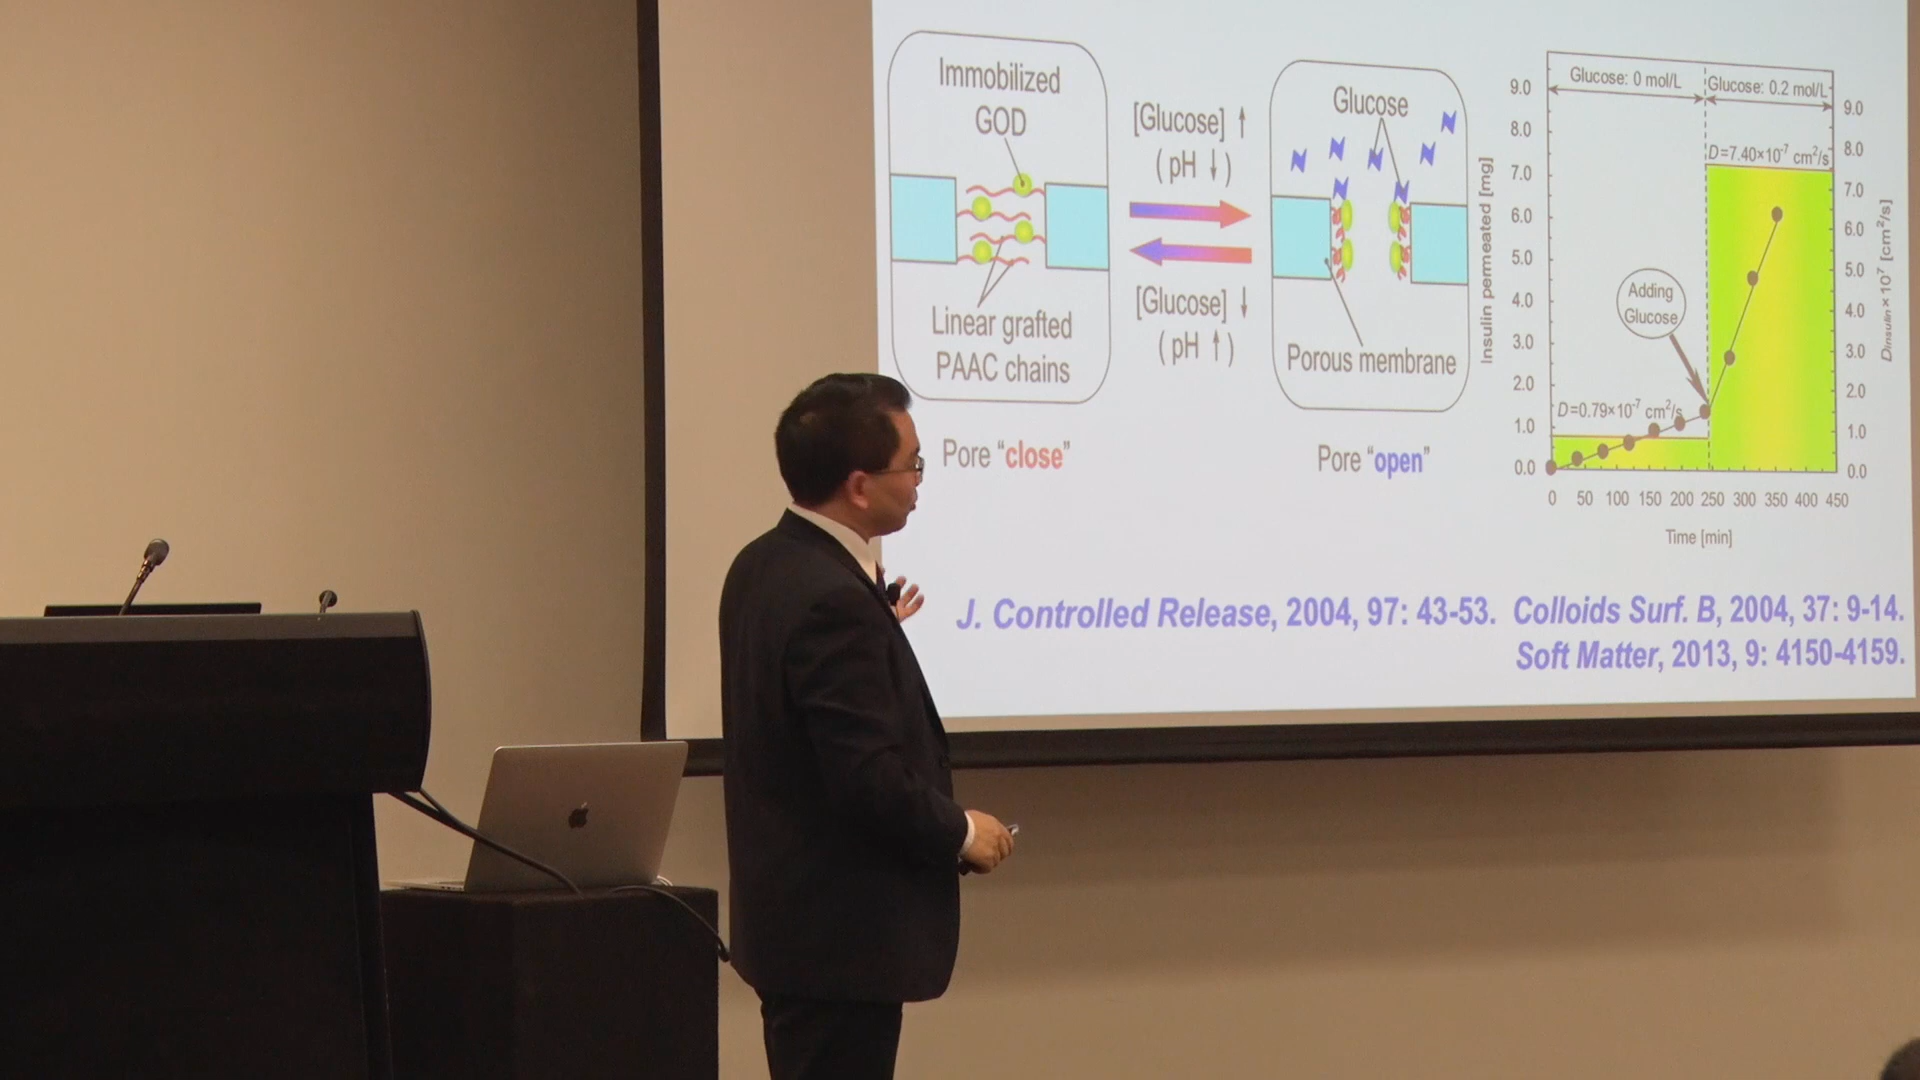 Immobilized
GOD
Linear grafted
PAAC chains
Pore “close”
[Glucose] ↑
( pH ↓)
[Glucose] ↓
( pH ↑)
Glucose
Porous membrane
Pore “open”
Glucose: 0 mol/L
Glucose: 0.2 mol/L
D=7.40×10⁻⁷ cm²/s
D=0.79×10⁻⁷ cm²/s
Adding
Glucose
Insulin permeated [mg]
9.0
8.0
7.0
6.0
5.0
4.0
3.0
2.0
1.0
0.0
9.0
8.0
7.0
6.0
5.0
4.0
3.0
2.0
1.0
0.0
Dinsulin×10⁷ [cm²/s]
0 50 100 150 200 250 300 350 400 450
Time [min]
J. Controlled Release, 2004, 97: 43-53. Colloids Surf. B, 2004, 37: 9-14.
Soft Matter, 2013, 9: 4150-4159.